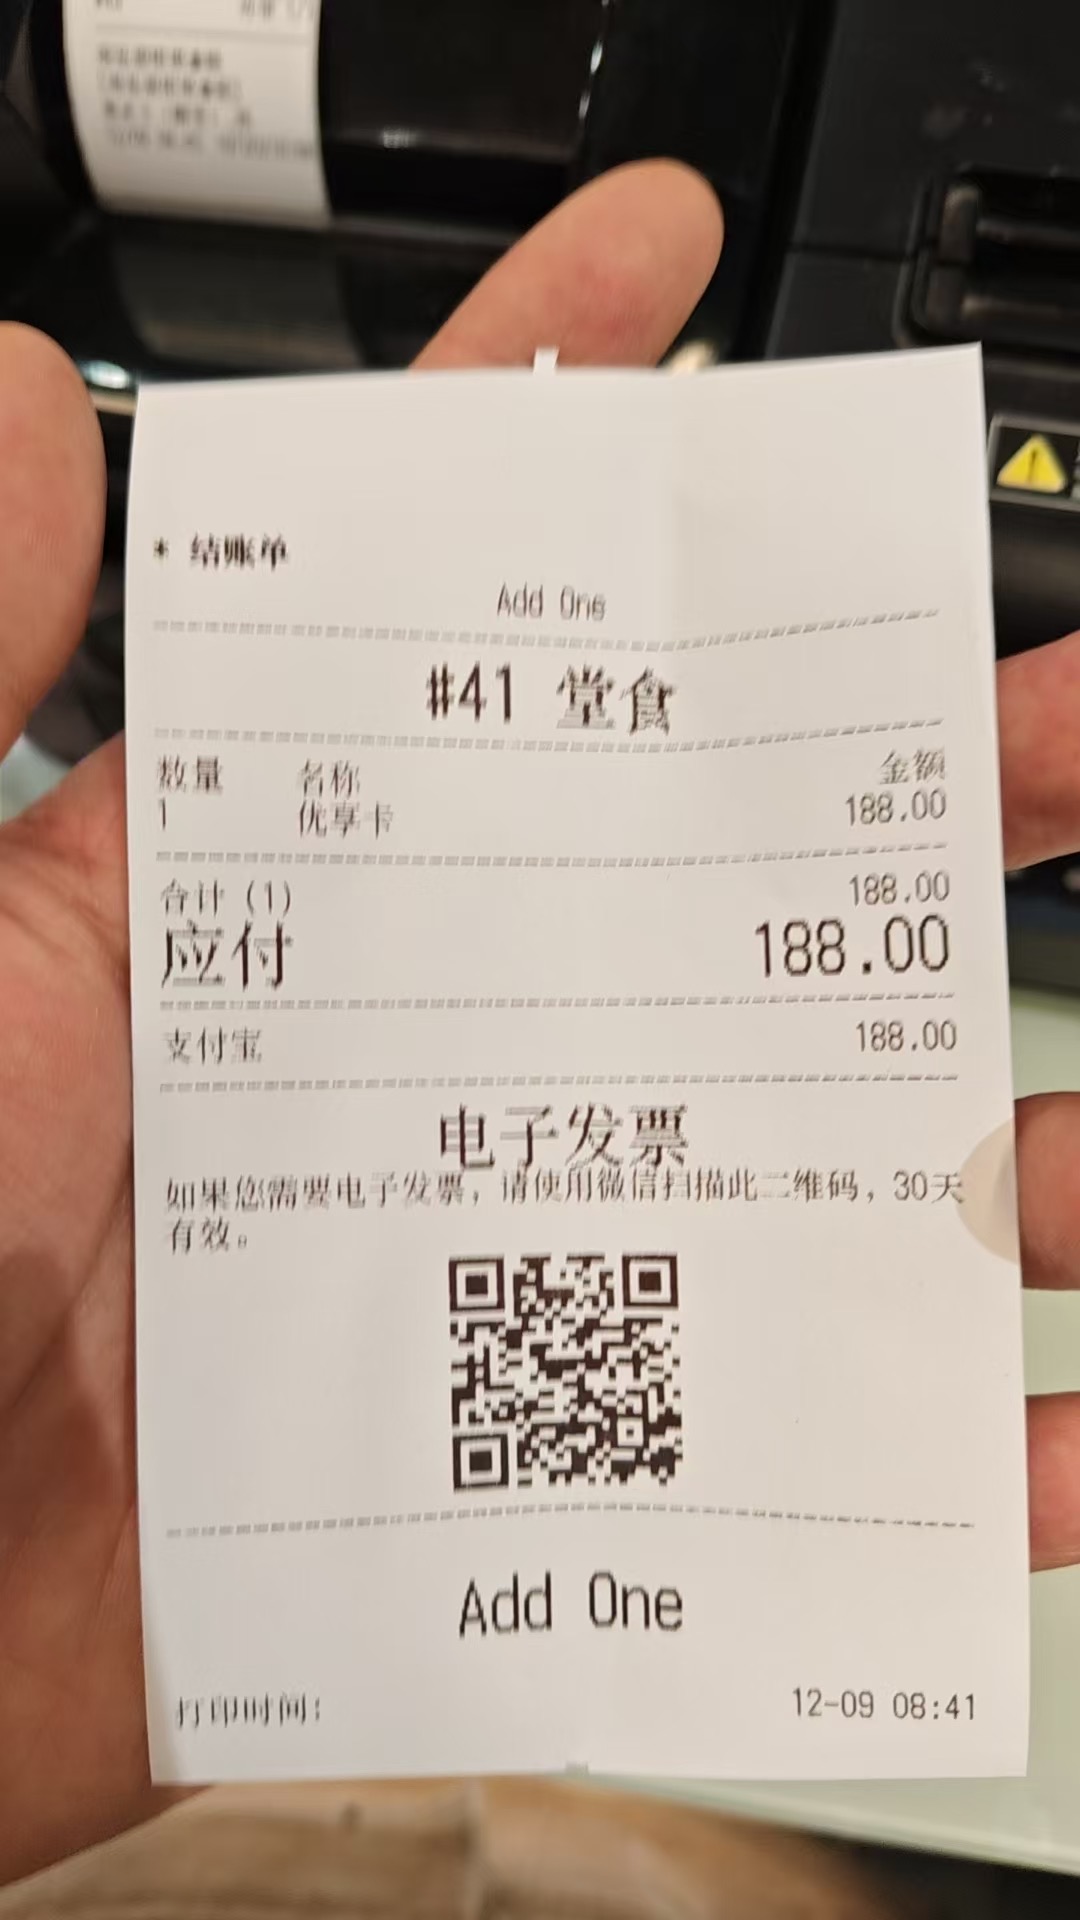 * 结账单
Add One
#41 堂食
数量 名称 金额
1 优享卡 188.00
合计 (1) 188.00
应付 188.00
支付宝 188.00
电子发票
如果您需要电子发票，请使用微信扫描此二维码，30天
有效。
Add One
打印时间: 12-09 08:41